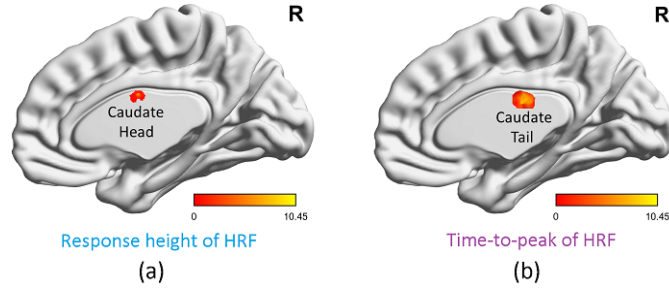 R
R
Caudate
Head
Caudate
Tail
0
10.45
0
10.45
Response height of HRF
Time-to-peak of HRF
(a)
(b)